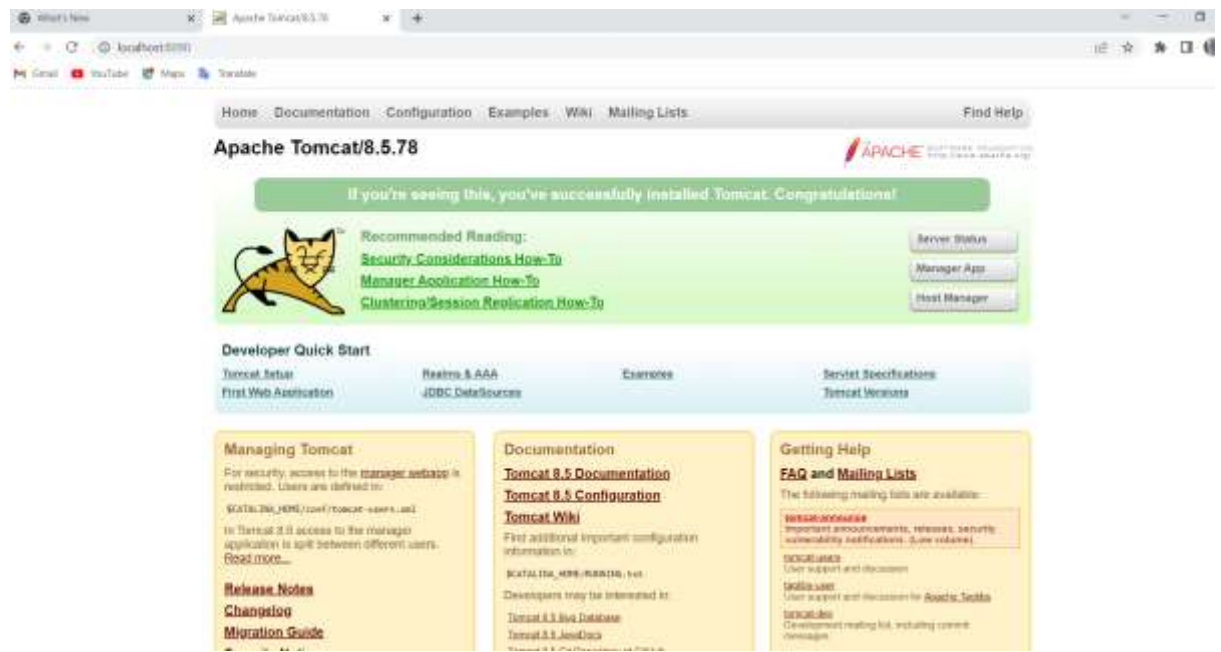 What's New
Apache Tomcat/8.5.78
Gmail YouTube Maps Translate
Home Documentation Configuration Examples Wiki Mailing Lists Find Help
Apache Tomcat/8.5.78
APACHE
If you're seeing this, you've successfully installed Tomcat. Congratulations!
Recommended Reading:
Security Considerations How-To
Manager Application How-To
Clustering/Session Replication How-To
Server Status
Manager App
Host Manager
Developer Quick Start
Tomcat Setup
First Web Application
Realms & AAA
JDBC DataSources
Examples
Servlet Specifications
Tomcat Versions
Managing Tomcat
For security, access to the manager webapp is
restricted. Users are defined in:
$CATALINA_HOME/conf/tomcat-users.xml
In Tomcat access to the manager
application is split between different users.
Read more...
Release Notes
Changelog
Migration Guide
Documentation
Tomcat 8.5 Documentation
Tomcat 8.5 Configuration
Tomcat Wiki
Find additional important configuration
information in:
$CATALINA_HOME/RUNNING.txt
Developers may be interested in:
Tomcat 8.5 Bug Database
Tomcat 8.5 JavaDocs
Getting Help
FAQ and Mailing Lists
The following mailing lists are available:
tomcat-announce
Important announcements, releases, security
vulnerability notifications. (Low volume).
tomcat-users
User support and discussion
taglibs-user
User support and discussion for Apache Taglibs
tomcat-dev
Development mailing list, including commit
messages